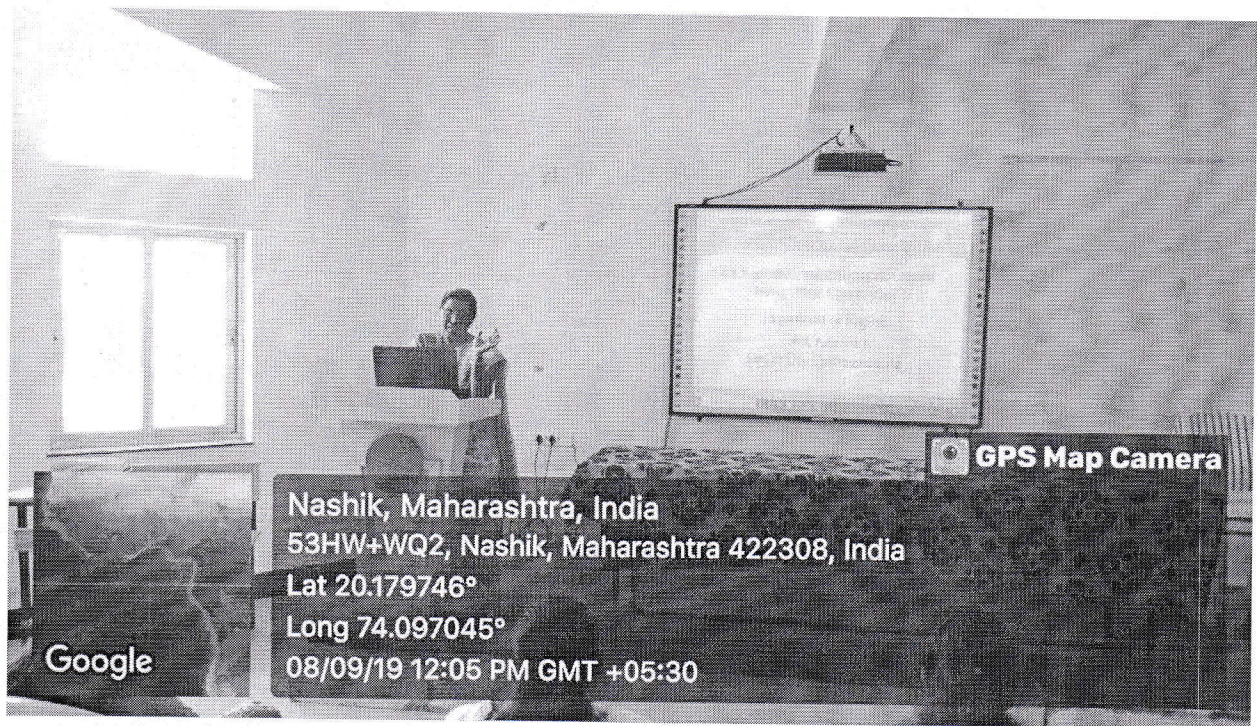 GPS Map Camera
Nashik, Maharashtra, India
53HW+WQ2, Nashik, Maharashtra 422308, India
Lat 20.179746°
Long 74.097045°
08/09/19 12:05 PM GMT +05:30
Google